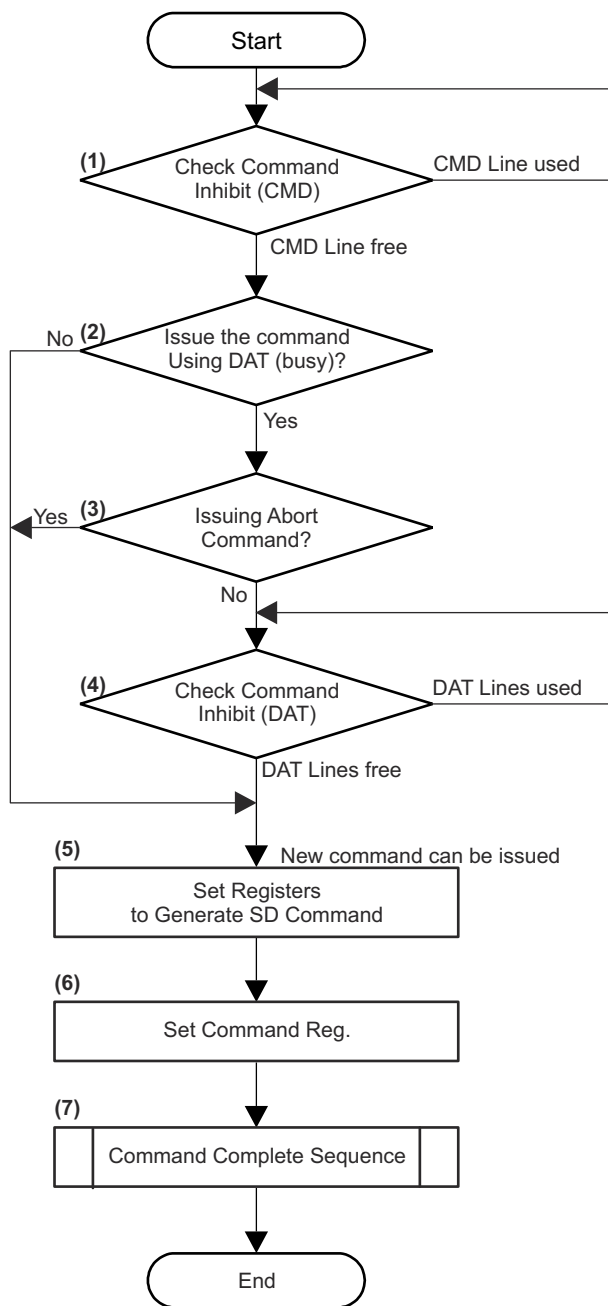 Start
(1)
Check Command
Inhibit (CMD)
CMD Line used
CMD Line free
No
(2)
Issue the command
Using DAT (busy)?
Yes
Yes
(3)
Issuing Abort
Command?
No
(4)
Check Command
Inhibit (DAT)
DAT Lines used
DAT Lines free
(5)
New command can be issued
Set Registers
to Generate SD Command
(6)
Set Command Reg.
(7)
Command Complete Sequence
End